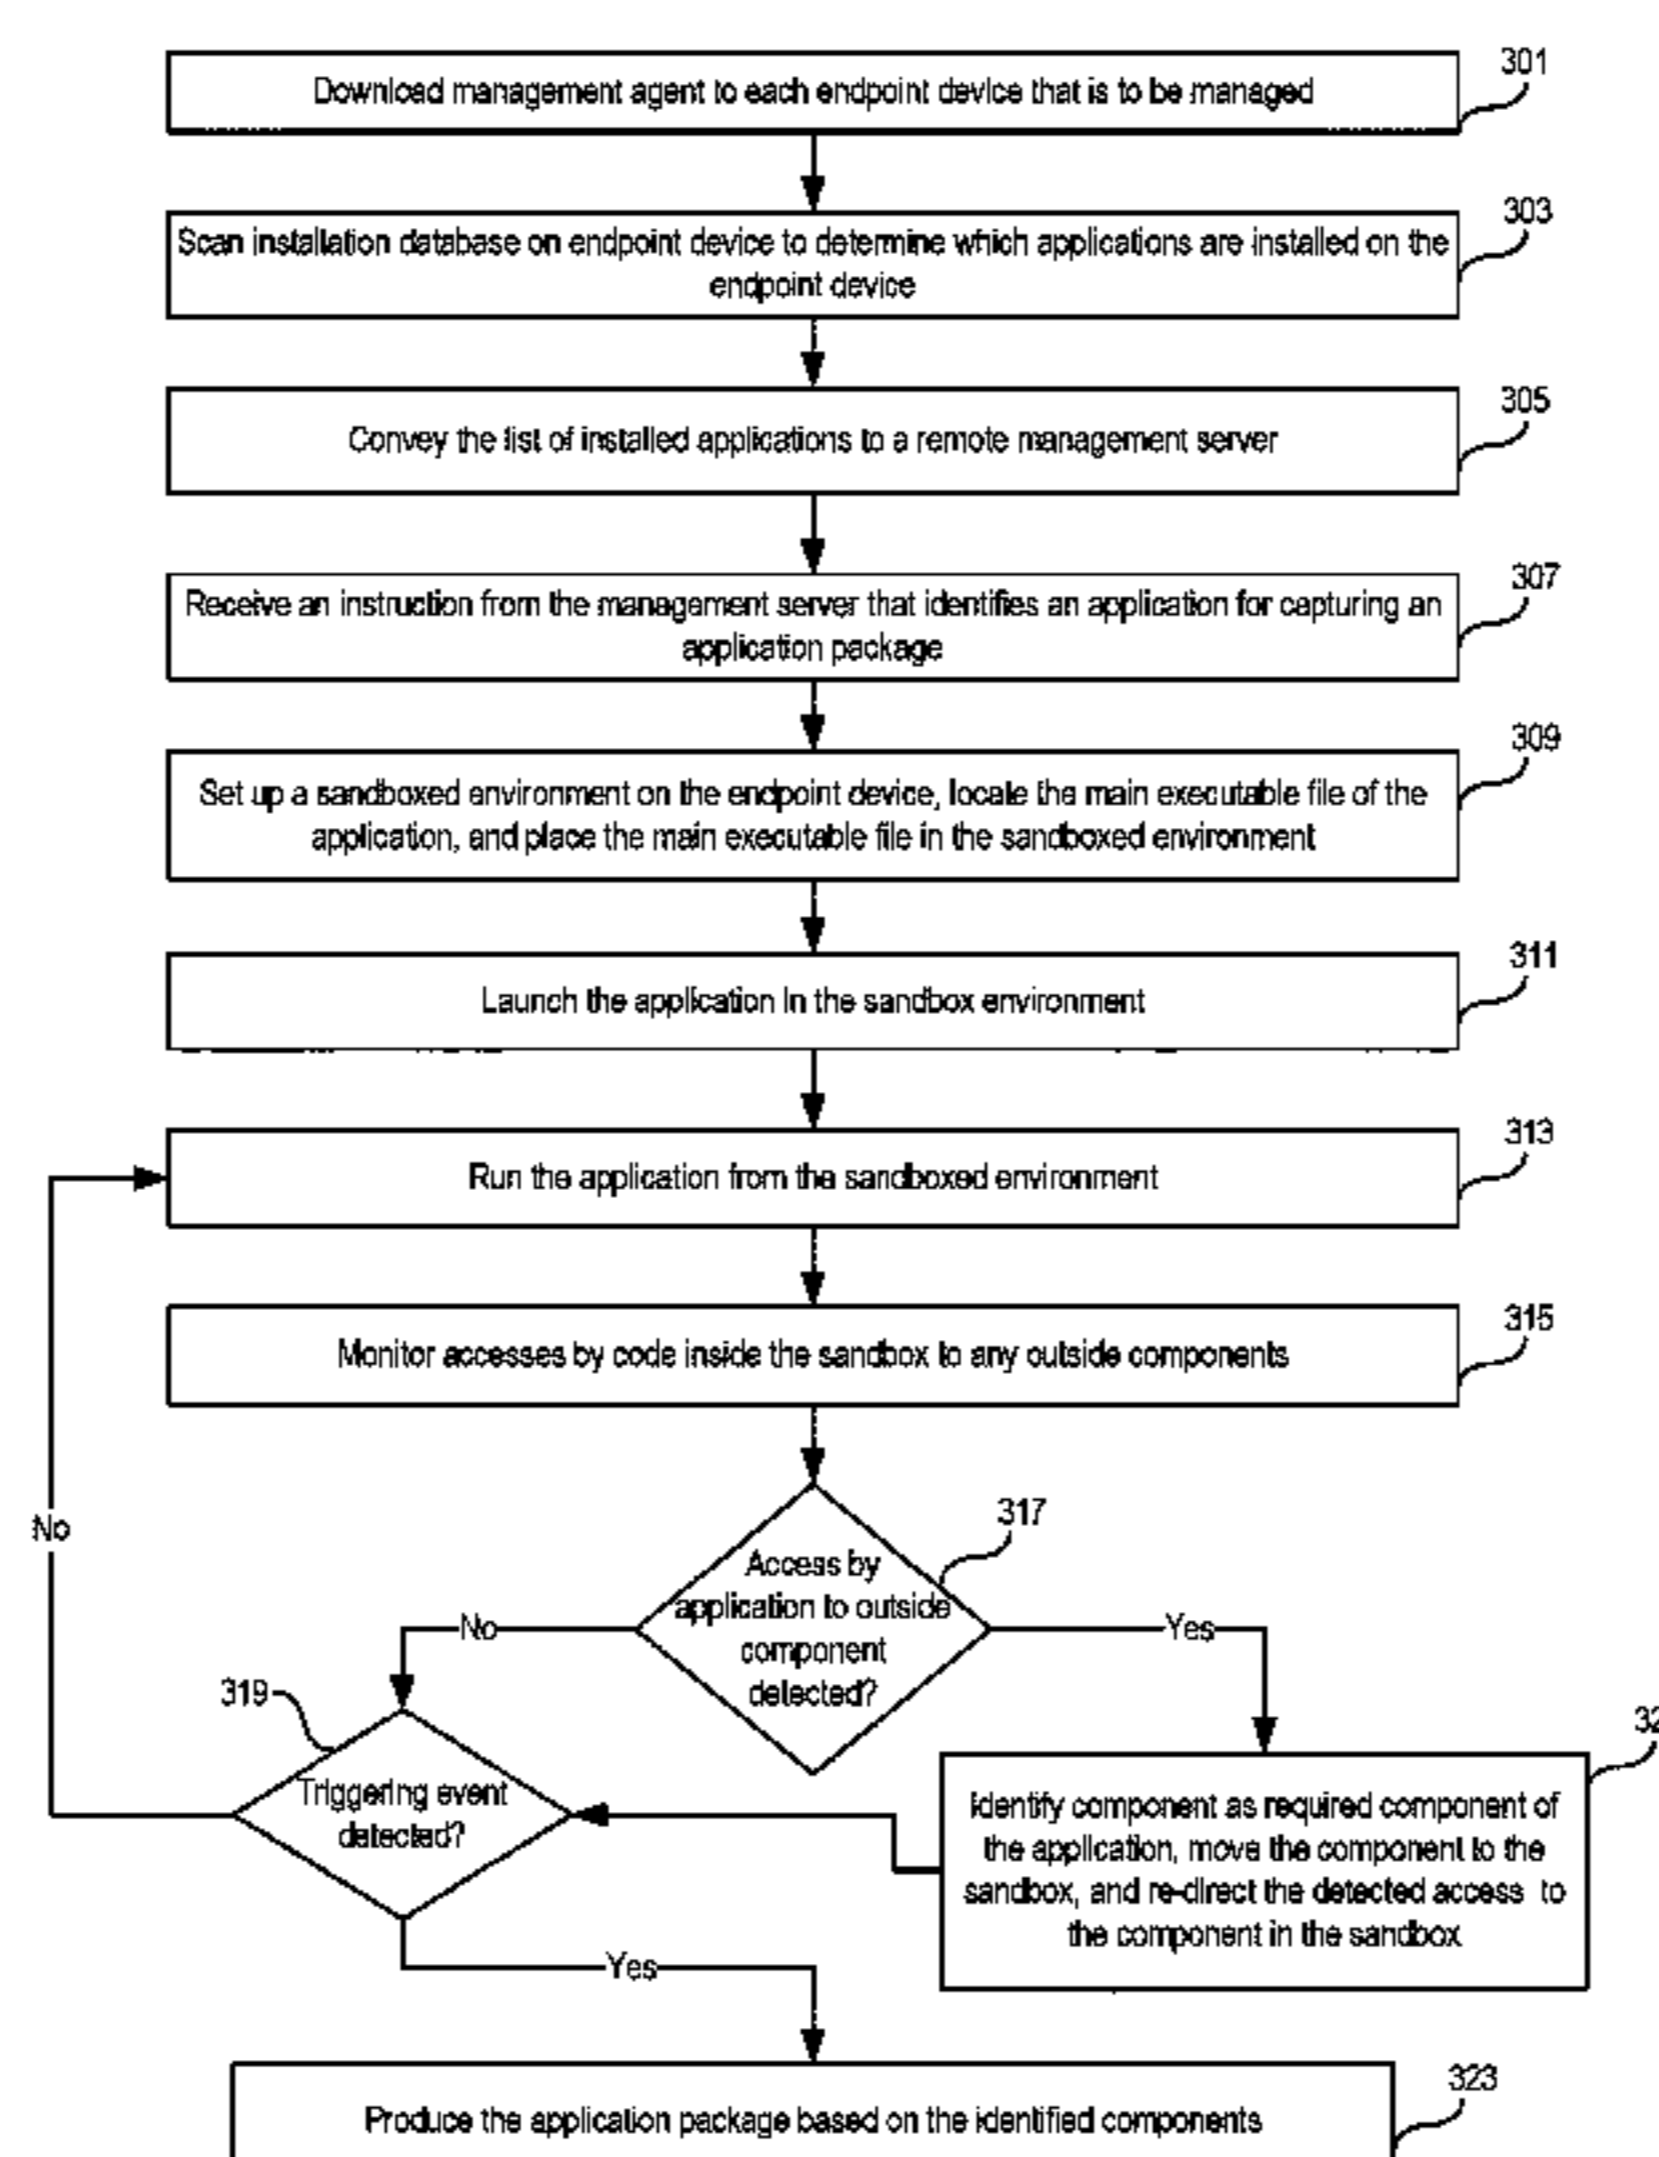 Download management agent to each endpoint device that is to be managed
301
Scan installation database on endpoint device to determine which applications are installed on the
endpoint device
303
Convey the list of installed applications to a remote management server
305
Receive an instruction from the management server that identifies an application for capturing an
application package
307
Set up a sandboxed environment on the endpoint device, locate the main executable file of the
application, and place the main executable file in the sandboxed environment
309
Launch the application in the sandbox environment
311
Run the application from the sandboxed environment
313
Monitor accesses by code inside the sandbox to any outside components
315
Access by
application to outside
component
detected?
317
No
Yes
No
319
Triggering event
detected?
Identify component as required component of
the application, move the component to the
sandbox, and re-direct the detected access to
the component in the sandbox
Yes
Produce the application package based on the identified components
323